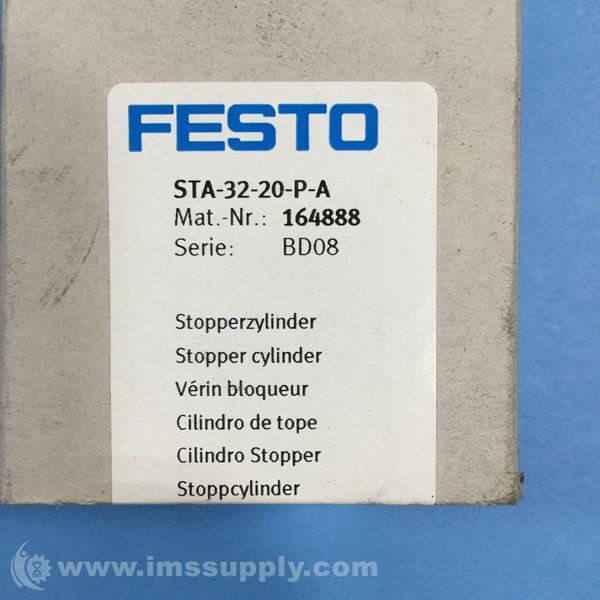 FESTO
STA-32-20-P-A
Mat.-Nr.: 164888
Serie: BD08
Stopperzylinder
Stopper cylinder
Vérin bloqueur
Cilindro de tope
Cilindro Stopper
Stoppcylinder
www.imssupply.com